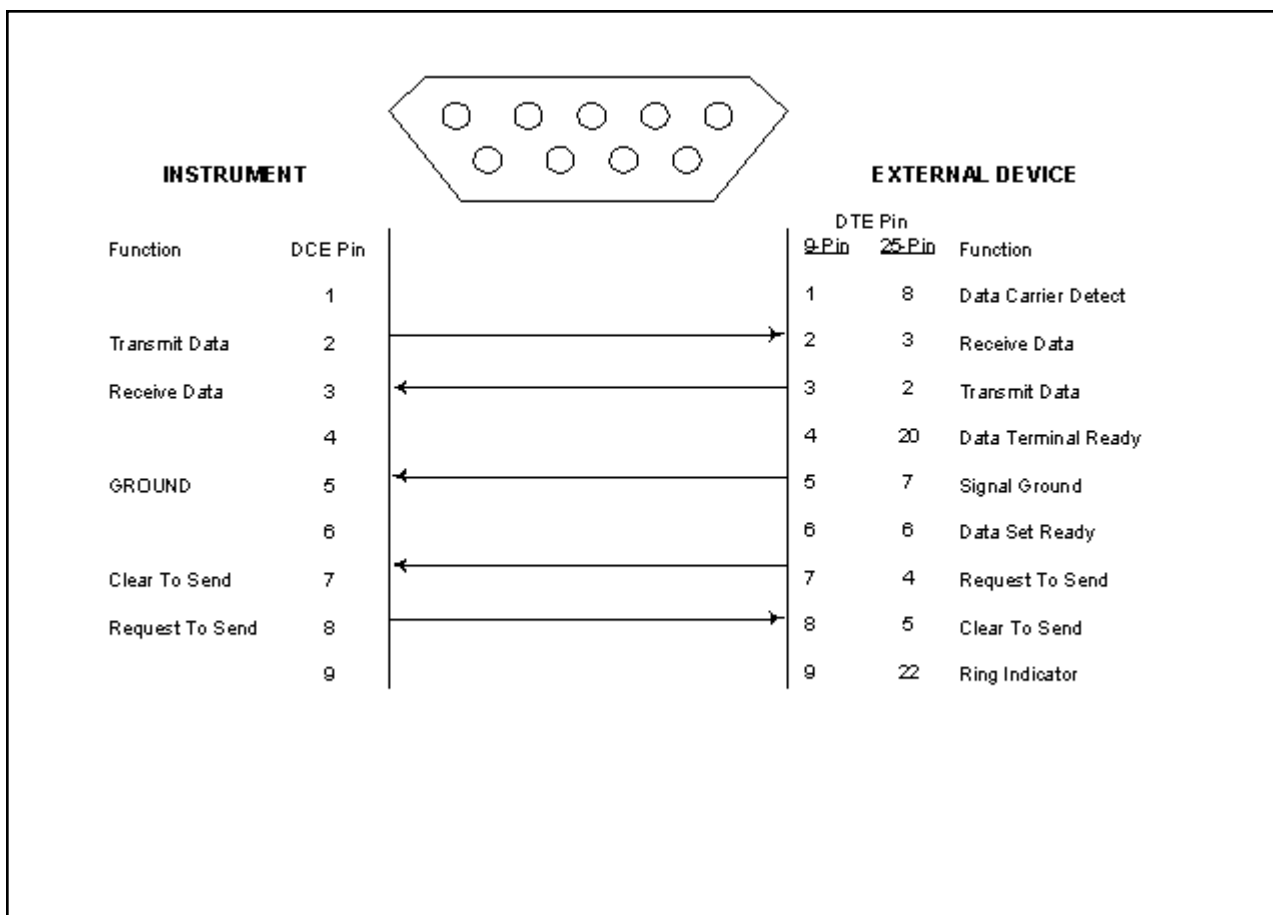 INSTRUMENT EXTERNAL DEVICE
DTE Pin
Function DCE Pin 9-Pin 25-Pin Function
1 1 8 Data Carrier Detect
Transmit Data 2 2 3 Receive Data
Receive Data 3 3 2 Transmit Data
4 4 20 Data Terminal Ready
GROUND 5 5 7 Signal Ground
6 6 6 Data Set Ready
Clear To Send 7 7 4 Request To Send
Request To Send 8 8 5 Clear To Send
9 9 22 Ring Indicator